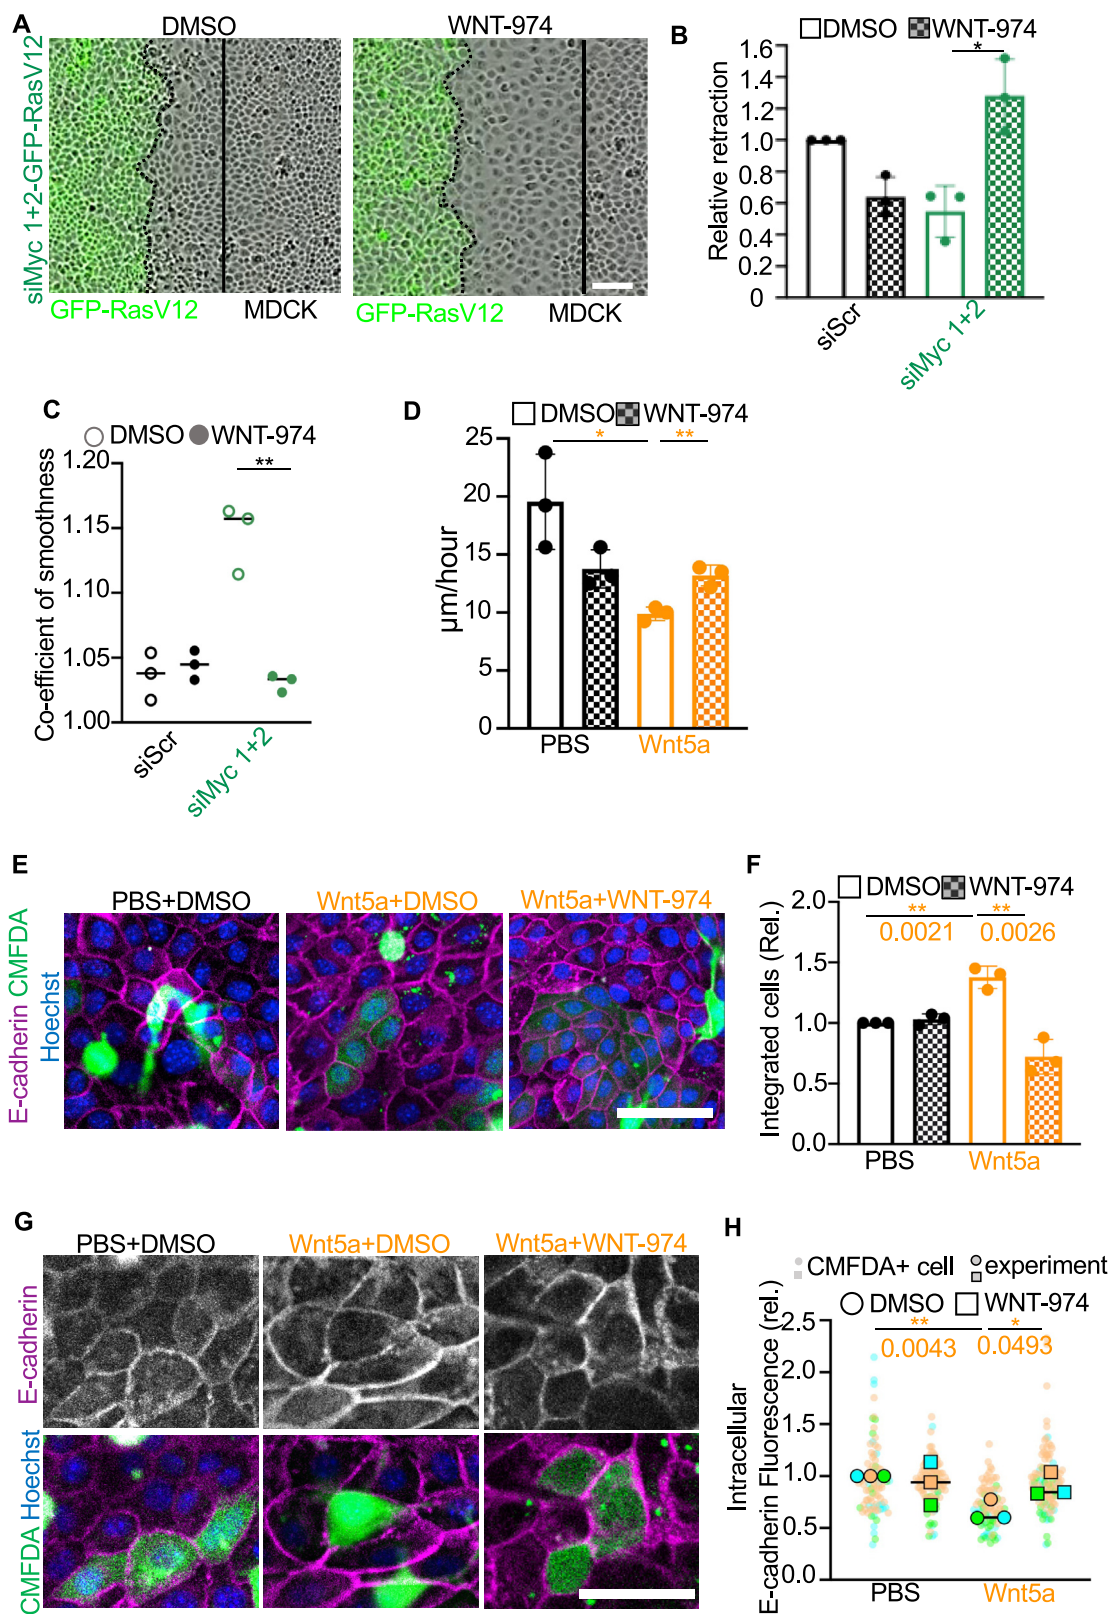 A
DMSO
WNT-974
siMyc 1+2-GFP-RasV12
GFP-RasV12
MDCK
GFP-RasV12
MDCK
B
DMSO
WNT-974
*
Relative retraction
1.6
1.4
1.2
1.0
0.8
0.6
0.4
0.2
0
siScr
siMyc 1+2
C
DMSO
WNT-974
**
Co-efficient of smoothness
1.20
1.15
1.10
1.05
1.00
siScr
siMyc 1+2
D
DMSO
WNT-974
*
**
µm/hour
25
20
15
10
5
0
PBS
Wnt5a
E
PBS+DMSO
Wnt5a+DMSO
Wnt5a+WNT-974
E-cadherin CMFDA
Hoechst
F
DMSO
WNT-974
**
**
0.0021
0.0026
Integrated cells (Rel.)
2.0
1.5
1.0
0.5
0.0
PBS
Wnt5a
G
PBS+DMSO
Wnt5a+DMSO
Wnt5a+WNT-974
E-cadherin
CMFDA Hoechst
H
CMFDA+ cell
experiment
DMSO
WNT-974
**
*
0.0043
0.0493
Intracellular
E-cadherin Fluorescence (rel.)
2.5
2.0
1.5
1.0
0.5
0.0
PBS
Wnt5a